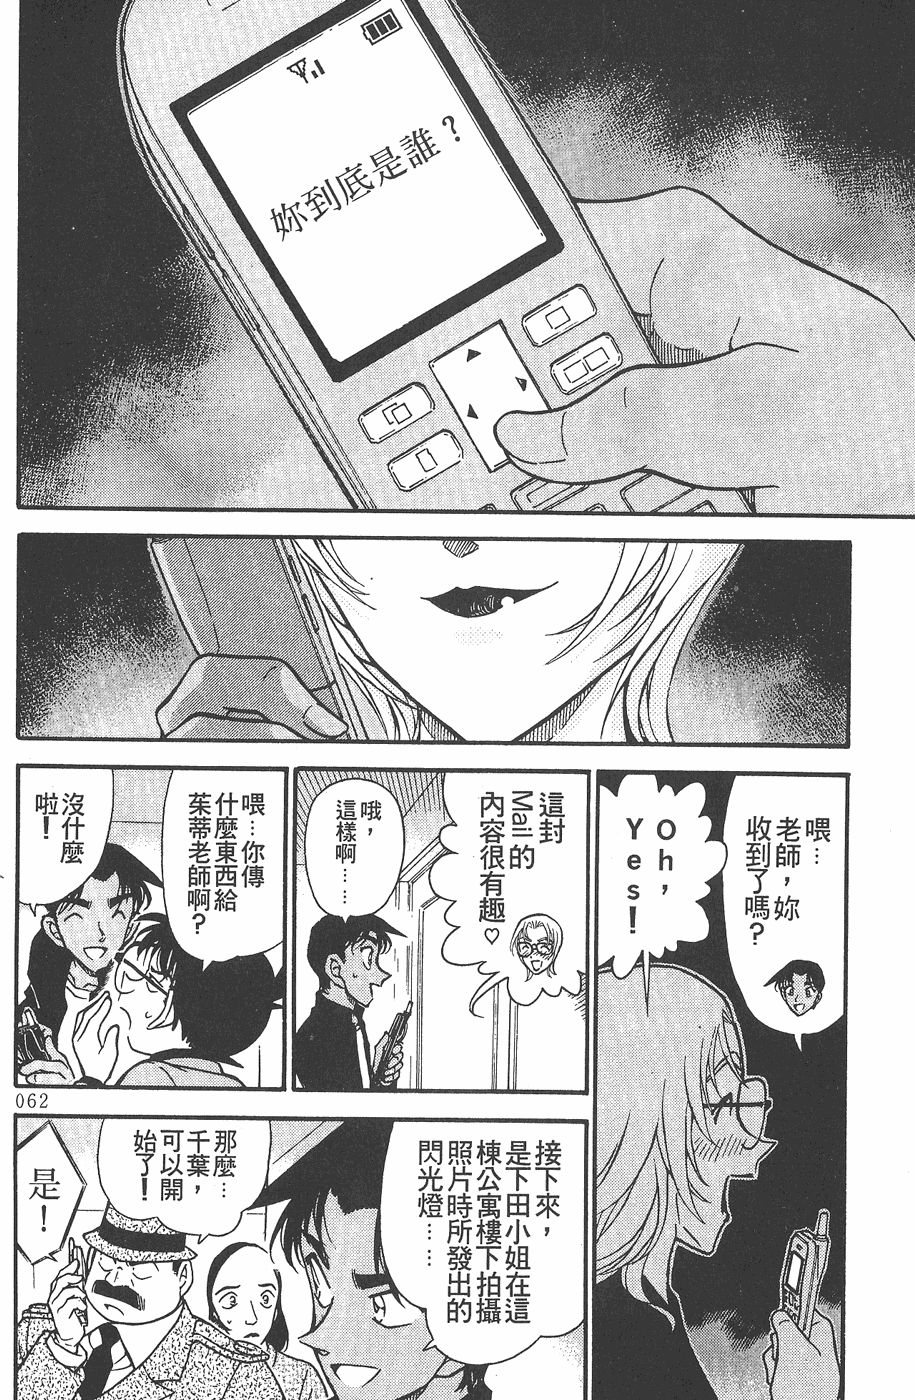 妳到底是誰？
喂…
老師，妳
收到了嗎？
Oh,
Yes!
這封
Mail的
內容很有趣♡
哦，
這樣啊……
喂…你傳
什麼東西給
茱蒂老師啊？
沒什麼
啦！
062
接下來，
是下田小姐在這
棟公寓樓下拍攝
照片時所發出的
閃光燈……
那麼…
千葉，
可以開
始了！
是！